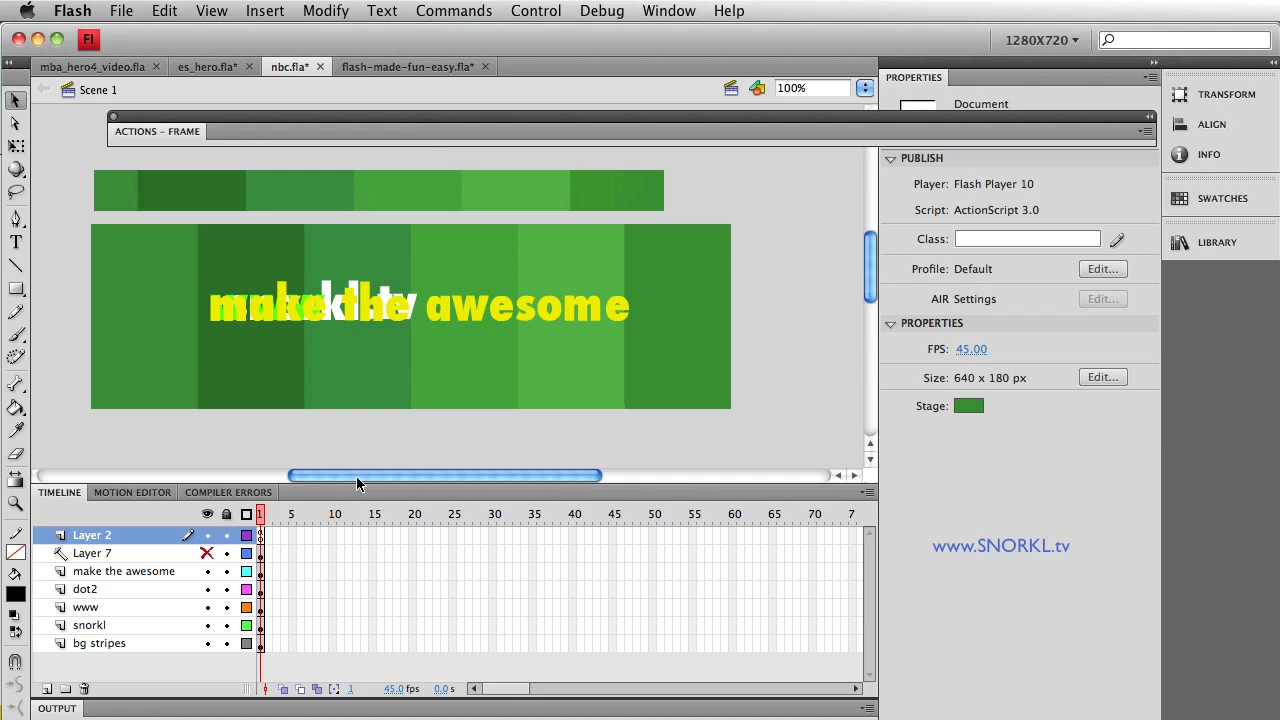 Flash File Edit View Insert Modify Text Commands Control Debug Window Help
Fl 1280X720
mba_hero4_video.fla es_hero.fla* nbc.fla* flash-made-fun-easy.fla*
PROPERTIES
Scene 1
100%
Document
TRANSFORM
ACTIONS – FRAME
ALIGN
INFO
PUBLISH
Player: Flash Player 10
Script: ActionScript 3.0
SWATCHES
Class:
LIBRARY
Profile: Default Edit...
AIR Settings Edit...
make the awesome
PROPERTIES
FPS: 45.00
Size: 640 x 180 px Edit...
Stage:
TIMELINE MOTION EDITOR COMPILER ERRORS
1 5 10 15 20 25 30 35 40 45 50 55 60 65 70 7
Layer 2
Layer 7
make the awesome
dot2
www
snorkl
bg stripes
www.SNORKL.tv
1 45.0 fps 0.0 s
OUTPUT